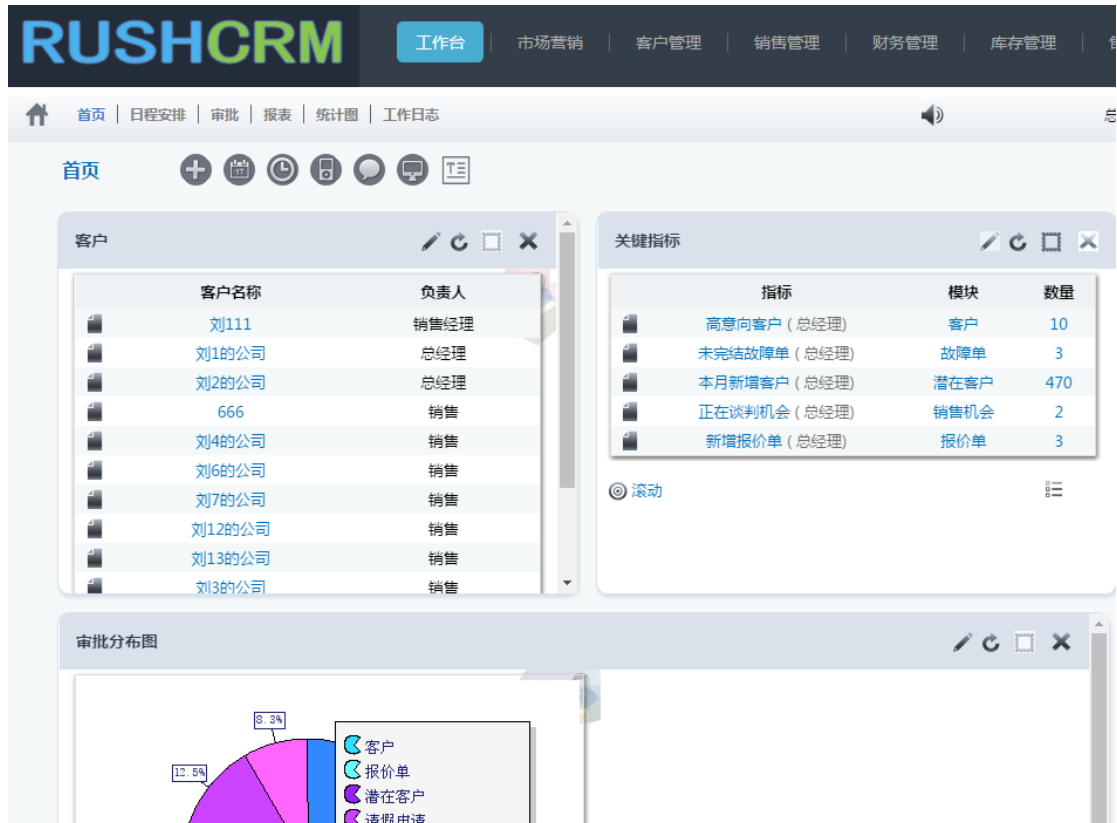 RUSHCRM 工作台 市场营销 客户管理 销售管理 财务管理 库存管理
首页 日程安排 审批 报表 统计图 工作日志 总
首页
客户
客户名称 负责人
刘111 销售经理
刘1的公司 总经理
刘2的公司 总经理
666 销售
刘4的公司 销售
刘6的公司 销售
刘7的公司 销售
刘12的公司 销售
刘13的公司 销售
刘3的公司 销售
关键指标
指标 模块 数量
高意向客户 ( 总经理) 客户 10
未完结故障单 ( 总经理) 故障单 3
本月新增客户 ( 总经理) 潜在客户 470
正在谈判机会 ( 总经理) 销售机会 2
新增报价单 ( 总经理) 报价单 3
滚动
审批分布图
8.3%
12.5%
客户
报价单
潜在客户
请假申请